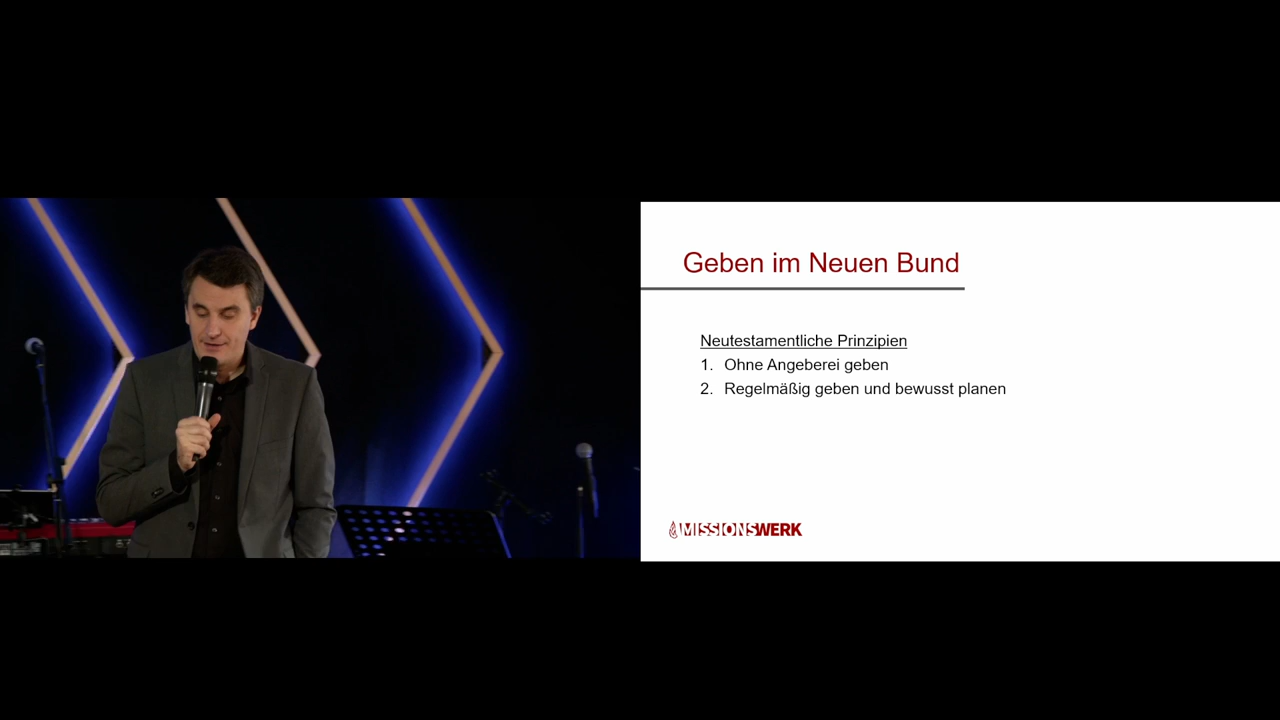 Geben im Neuen Bund
Neutestamentliche Prinzipien
1. Ohne Angeberei geben
2. Regelmäßig geben und bewusst planen
MISSIONSWERK